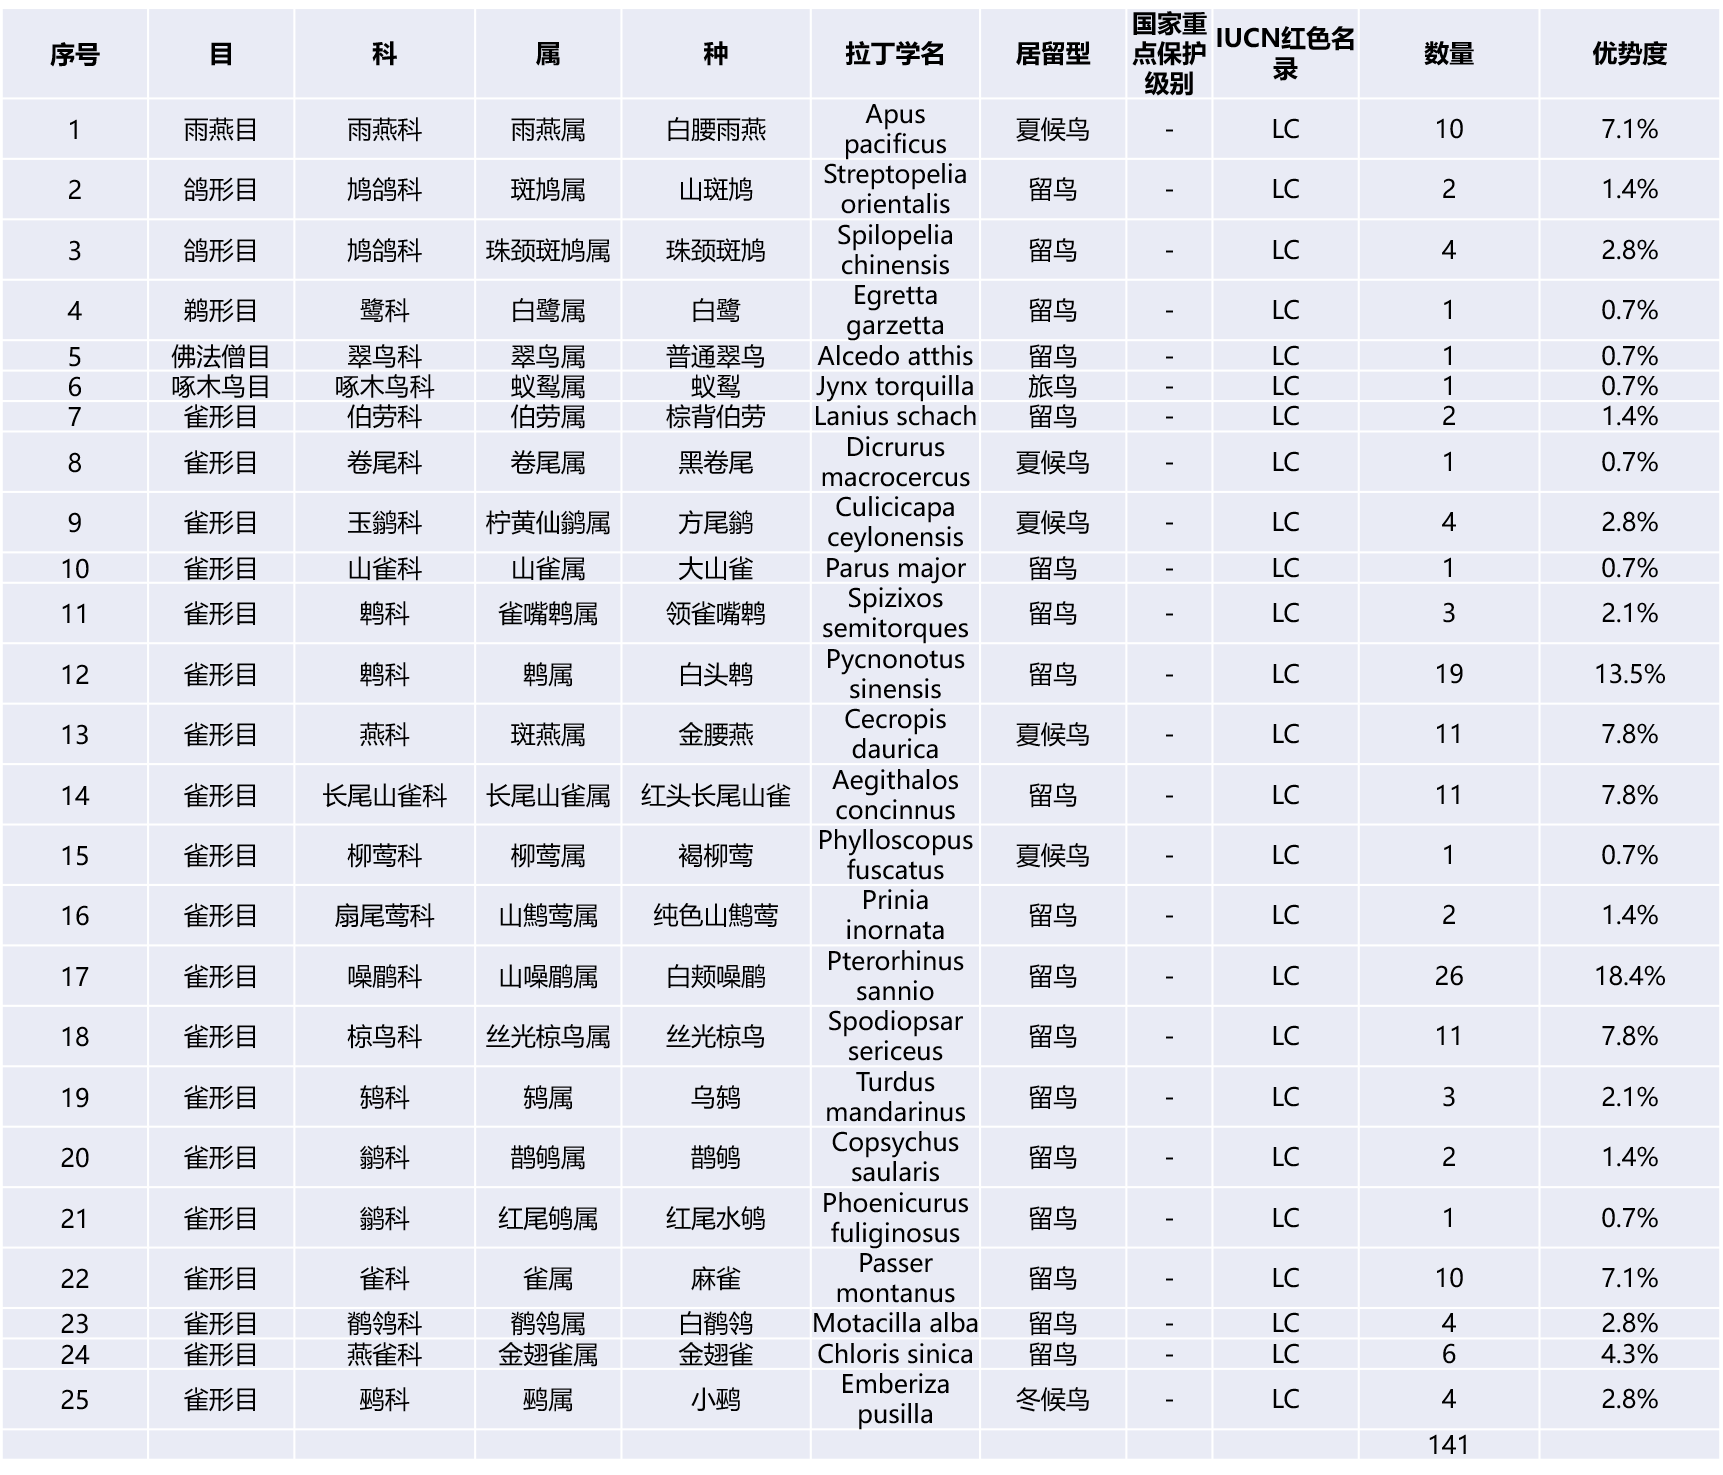 序号 目 科 属 种 拉丁学名 居留型 国家重点保护级别 IUCN红色名录 数量 优势度
1 雨燕目 雨燕科 雨燕属 白腰雨燕 Apus pacificus 夏候鸟 - LC 10 7.1%
2 鸽形目 鸠鸽科 斑鸠属 山斑鸠 Streptopelia orientalis 留鸟 - LC 2 1.4%
3 鸽形目 鸠鸽科 珠颈斑鸠属 珠颈斑鸠 Spilopelia chinensis 留鸟 - LC 4 2.8%
4 鹈形目 鹭科 白鹭属 白鹭 Egretta garzetta 留鸟 - LC 1 0.7%
5 佛法僧目 翠鸟科 翠鸟属 普通翠鸟 Alcedo atthis 留鸟 - LC 1 0.7%
6 啄木鸟目 啄木鸟科 蚁䴕属 蚁䴕 Jynx torquilla 旅鸟 - LC 1 0.7%
7 雀形目 伯劳科 伯劳属 棕背伯劳 Lanius schach 留鸟 - LC 2 1.4%
8 雀形目 卷尾科 卷尾属 黑卷尾 Dicrurus macrocercus 夏候鸟 - LC 1 0.7%
9 雀形目 玉鹟科 柠黄仙鹟属 方尾鹟 Culicicapa ceylonensis 夏候鸟 - LC 4 2.8%
10 雀形目 山雀科 山雀属 大山雀 Parus major 留鸟 - LC 1 0.7%
11 雀形目 鹎科 雀嘴鹎属 领雀嘴鹎 Spizixos semitorques 留鸟 - LC 3 2.1%
12 雀形目 鹎科 鹎属 白头鹎 Pycnonotus sinensis 留鸟 - LC 19 13.5%
13 雀形目 燕科 斑燕属 金腰燕 Cecropis daurica 夏候鸟 - LC 11 7.8%
14 雀形目 长尾山雀科 长尾山雀属 红头长尾山雀 Aegithalos concinnus 留鸟 - LC 11 7.8%
15 雀形目 柳莺科 柳莺属 褐柳莺 Phylloscopus fuscatus 夏候鸟 - LC 1 0.7%
16 雀形目 扇尾莺科 山鹪莺属 纯色山鹪莺 Prinia inornata 留鸟 - LC 2 1.4%
17 雀形目 噪鹛科 山噪鹛属 白颊噪鹛 Pterorhinus sannio 留鸟 - LC 26 18.4%
18 雀形目 椋鸟科 丝光椋鸟属 丝光椋鸟 Spodiopsar sericeus 留鸟 - LC 11 7.8%
19 雀形目 鸫科 鸫属 乌鸫 Turdus mandarinus 留鸟 - LC 3 2.1%
20 雀形目 鹟科 鹊鸲属 鹊鸲 Copsychus saularis 留鸟 - LC 2 1.4%
21 雀形目 鹟科 红尾鸲属 红尾水鸲 Phoenicurus fuliginosus 留鸟 - LC 1 0.7%
22 雀形目 雀科 雀属 麻雀 Passer montanus 留鸟 - LC 10 7.1%
23 雀形目 鹡鸰科 鹡鸰属 白鹡鸰 Motacilla alba 留鸟 - LC 4 2.8%
24 雀形目 燕雀科 金翅雀属 金翅雀 Chloris sinica 留鸟 - LC 6 4.3%
25 雀形目 鹀科 鹀属 小鹀 Emberiza pusilla 冬候鸟 - LC 4 2.8%
141